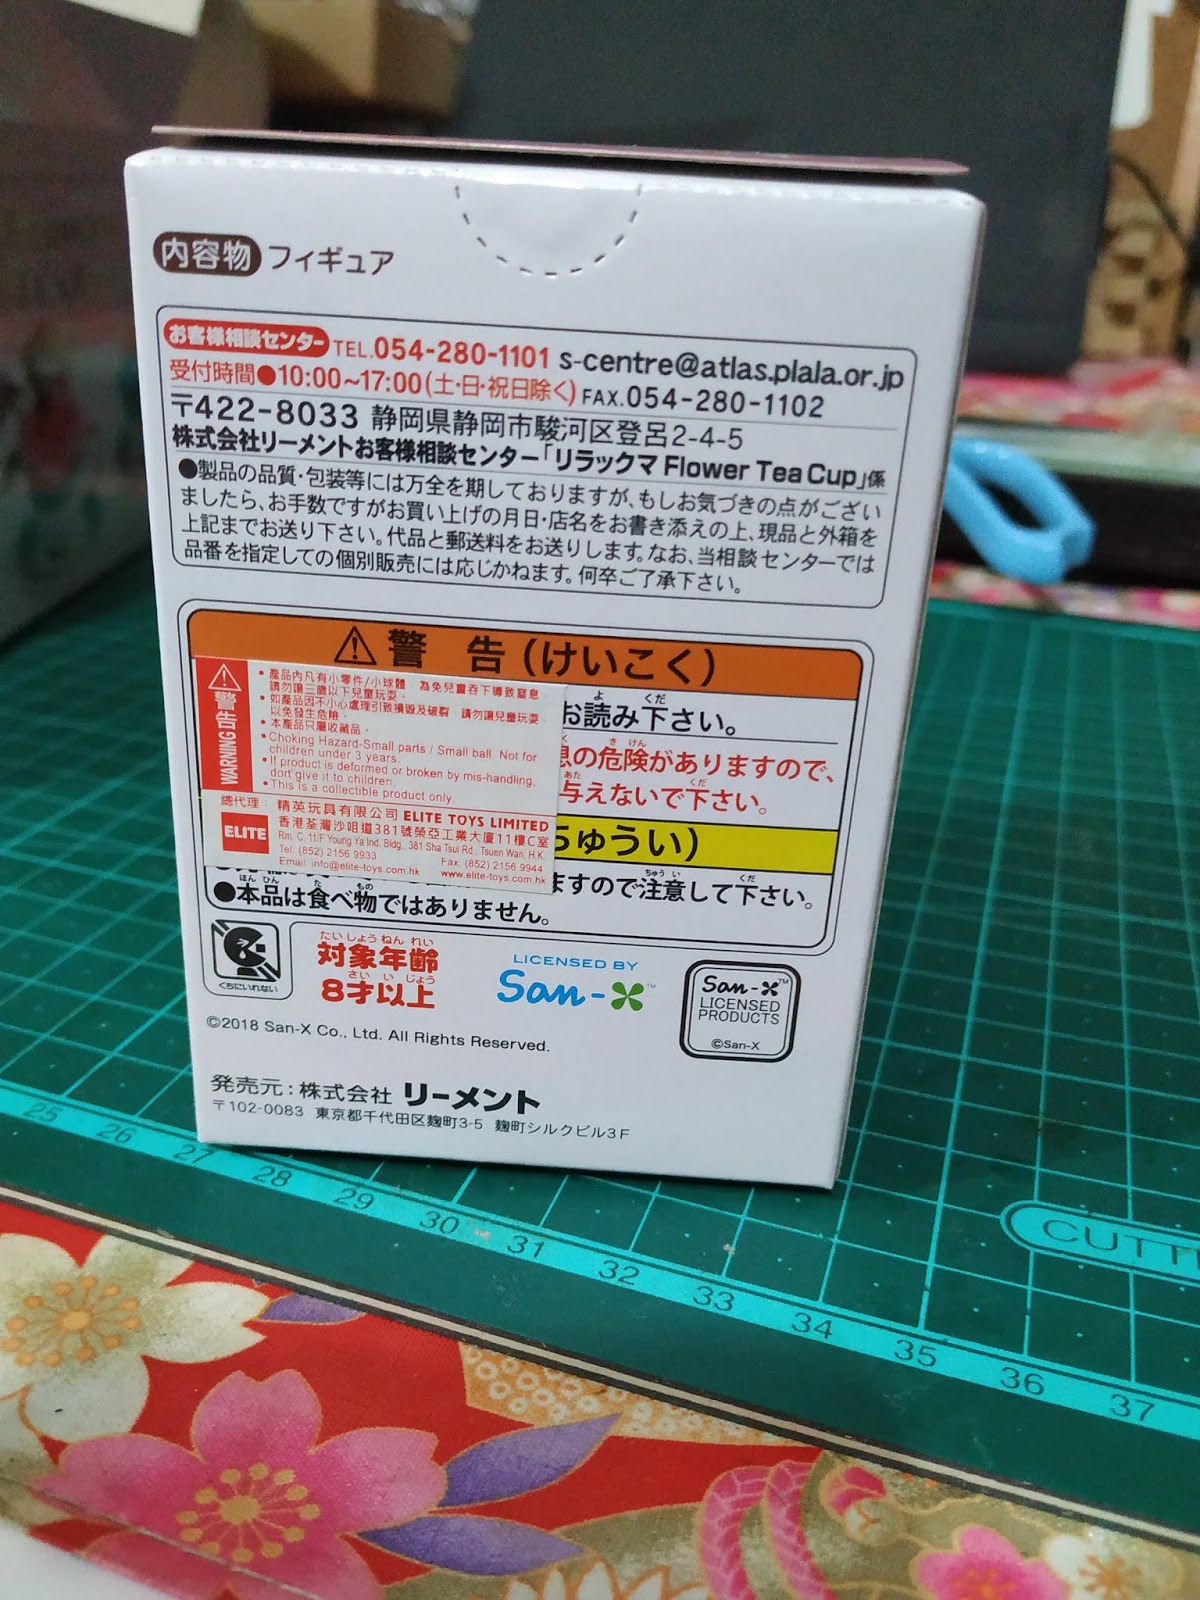 内容物 フィギュア
お客様相談センター TEL.054-280-1101 s-centre@atlas.plala.or.jp
受付時間●10:00~17:00(土・日・祝日除く) FAX.054-280-1102
〒422-8033 静岡県静岡市駿河区登呂2-4-5
株式会社リーメントお客様相談センター「リラックマ Flower Tea Cup」係
●製品の品質・包装等には万全を期しておりますが、もしお気づきの点がござい
ましたら、お手数ですがお買い上げの月日・店名をお書き添えの上、現品と外箱を
上記までお送り下さい。代品と郵送料をお送りします。なお、当相談センターでは
品番を指定しての個別販売には応じかねます。何卒ご了承下さい。
⚠警 告(けいこく)
お読み下さい。
息の危険がありますので、
与えないで下さい。
ちゅうい)
ますので注意して下さい。
●本品は食べ物ではありません。
警告 WARNING
• 產品內凡有小零件/小球體,為免兒童吞下導致窒息,
請勿讓三歲以下兒童玩耍。
• 如產品因不小心處理引致損毀及破裂,請勿讓兒童玩耍,
以免發生危險。
• 本產品只屬收藏品。
• Choking Hazard-Small parts / Small ball. Not for
children under 3 years.
• If product is deformed or broken by mis-handling,
dont give it to children.
• This is a collectible product only.
總代理: 精英玩具有限公司 ELITE TOYS LIMITED
ELITE
香港荃灣沙咀道381號榮亞工業大廈11樓C室
Rm. C, 11/F Young Ya Ind. Bldg., 381 Sha Tsui Rd., Tsuen Wan, H.K.
Tel: (852) 2156 9933 Fax: (852) 2156 9944
Email: info@elite-toys.com.hk www.elite-toys.com.hk
くちにいれない
たいしょうねんれい
対象年齢
さいいじょう
8才以上
LICENSED BY
San-X™
San-X™
LICENSED
PRODUCTS
©San-X
©2018 San-X Co., Ltd. All Rights Reserved.
発売元:株式会社 リーメント
〒102-0083 東京都千代田区麹町3-5 麹町シルクビル3F
25 26 27 28 29 30 31 32 33 34 35 36 37